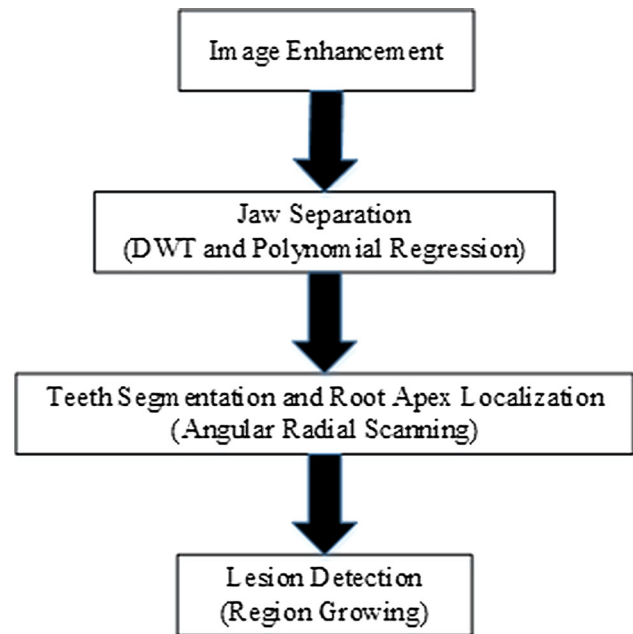 Image Enhancement
Jaw Separation
(DWT and Polynomial Regression)
Teeth Segmentation and Root Apex Localization
(Angular Radial Scanning)
Lesion Detection
(Region Growing)